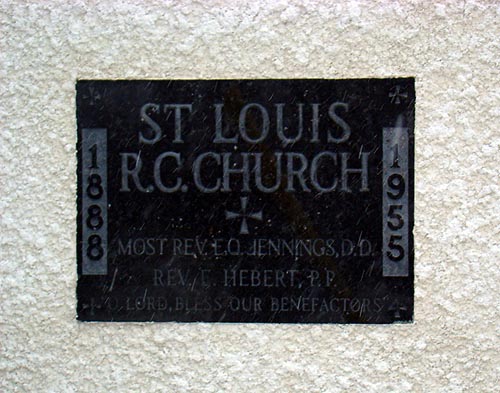 ST LOUIS
R.C. CHURCH
1888
1955
MOST REV. E.Q. JENNINGS, D.D.
REV. E. HEBERT, P.P.
"O LORD, BLESS OUR BENEFACTORS"